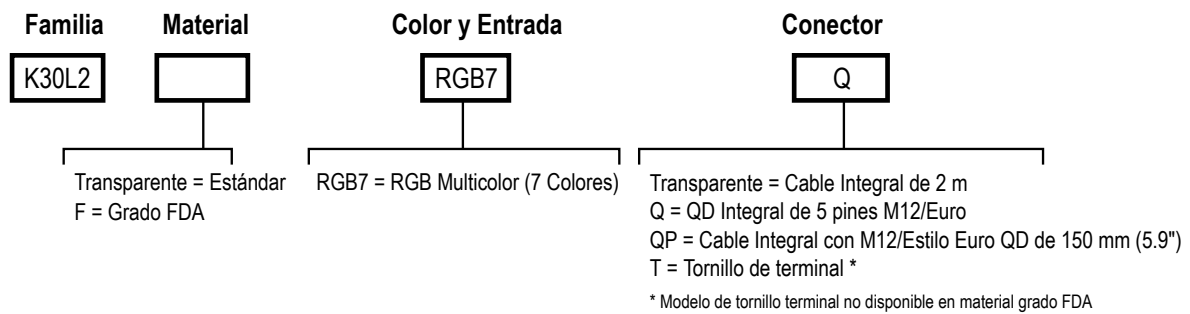 Familia Material Color y Entrada Conector
K30L2 RGB7 Q
Transparente = Estándar
F = Grado FDA
RGB7 = RGB Multicolor (7 Colores)
Transparente = Cable Integral de 2 m
Q = QD Integral de 5 pines M12/Euro
QP = Cable Integral con M12/Estilo Euro QD de 150 mm (5.9")
T = Tornillo de terminal *
* Modelo de tornillo terminal no disponible en material grado FDA